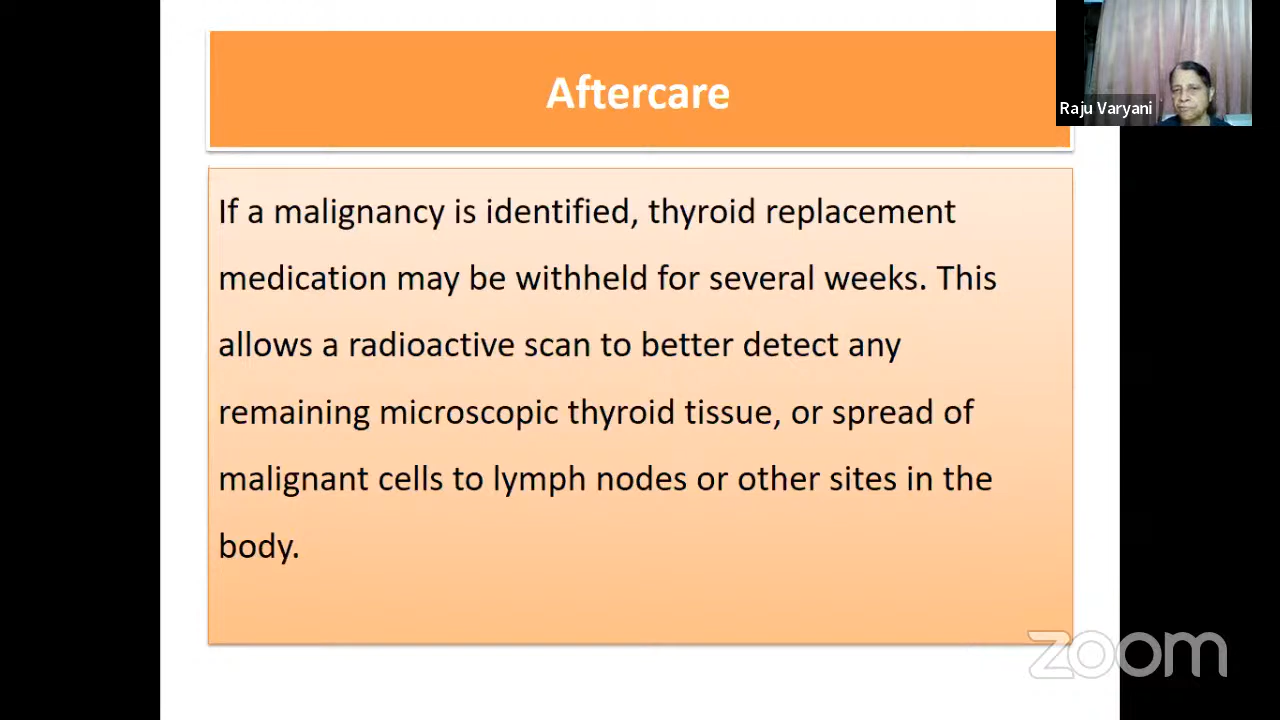 Aftercare
Raju Varyani
If a malignancy is identified, thyroid replacement
medication may be withheld for several weeks. This
allows a radioactive scan to better detect any
remaining microscopic thyroid tissue, or spread of
malignant cells to lymph nodes or other sites in the
body.
zoom